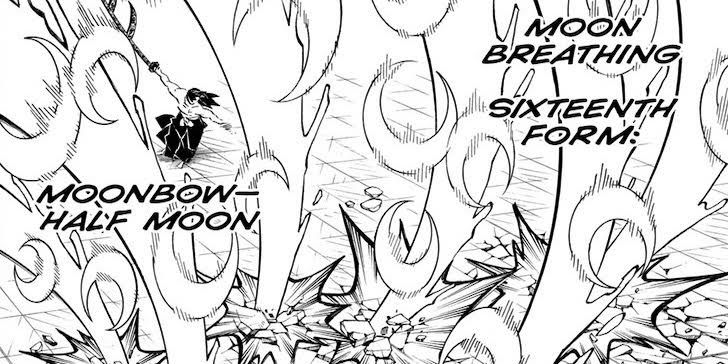 MOON
BREATHING
SIXTEENTH
FORM:
MOONBOW—
HALF MOON